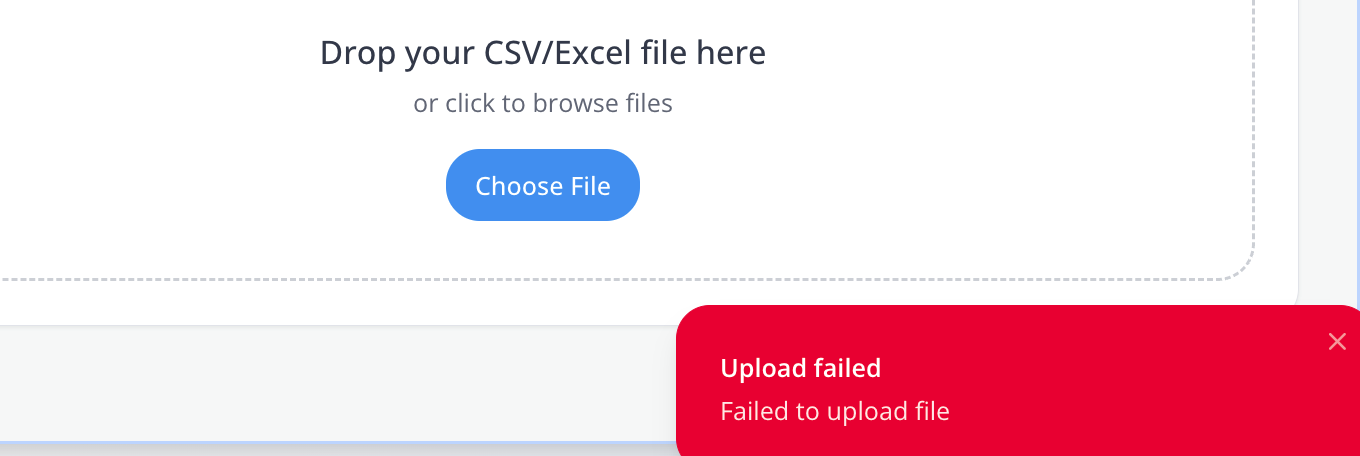 Drop your CSV/Excel file here
or click to browse files
Choose File
Upload failed
Failed to upload file